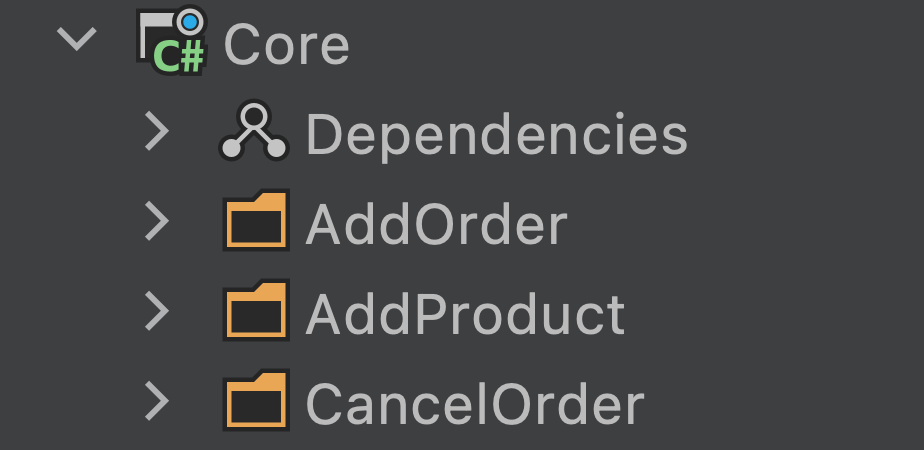 C# Core
Dependencies
AddOrder
AddProduct
CancelOrder